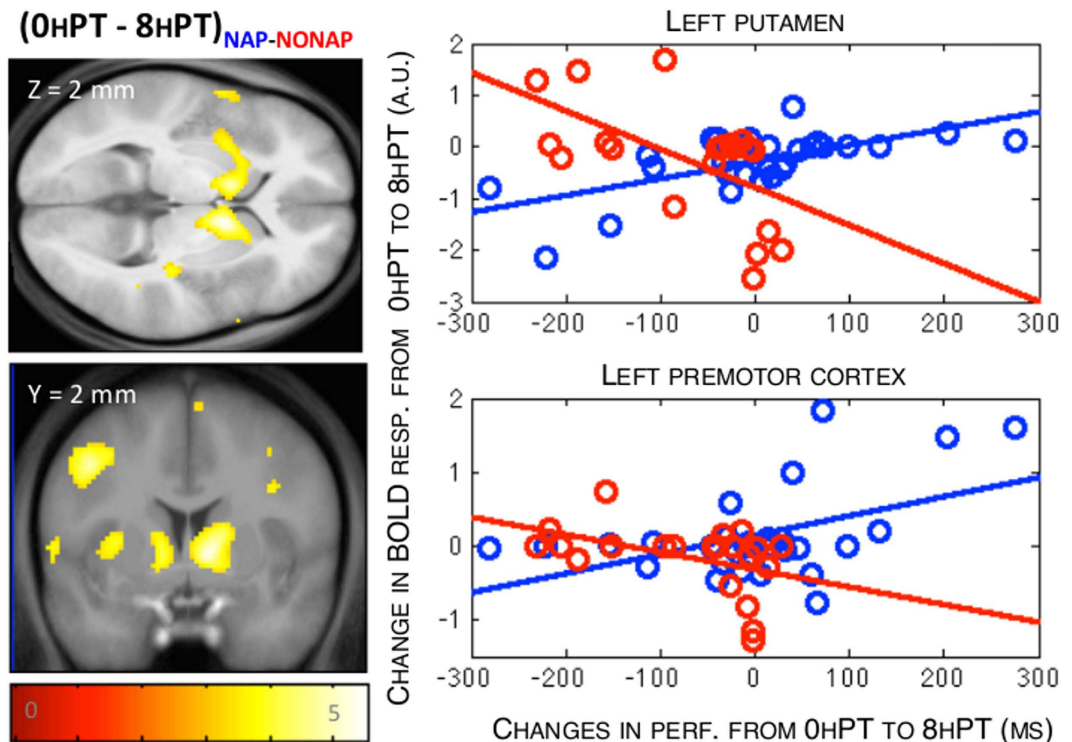 (0HPT - 8HPT)NAP-NONAP
Z = 2 mm
Y = 2 mm
0 5
CHANGE IN BOLD RESP. FROM 0HPT TO 8HPT (A.U.)
LEFT PUTAMEN
2
1
0
-1
-2
-3
-300 -200 -100 0 100 200 300
LEFT PREMOTOR CORTEX
2
1
0
-1
-300 -200 -100 0 100 200 300
CHANGES IN PERF. FROM 0HPT TO 8HPT (MS)